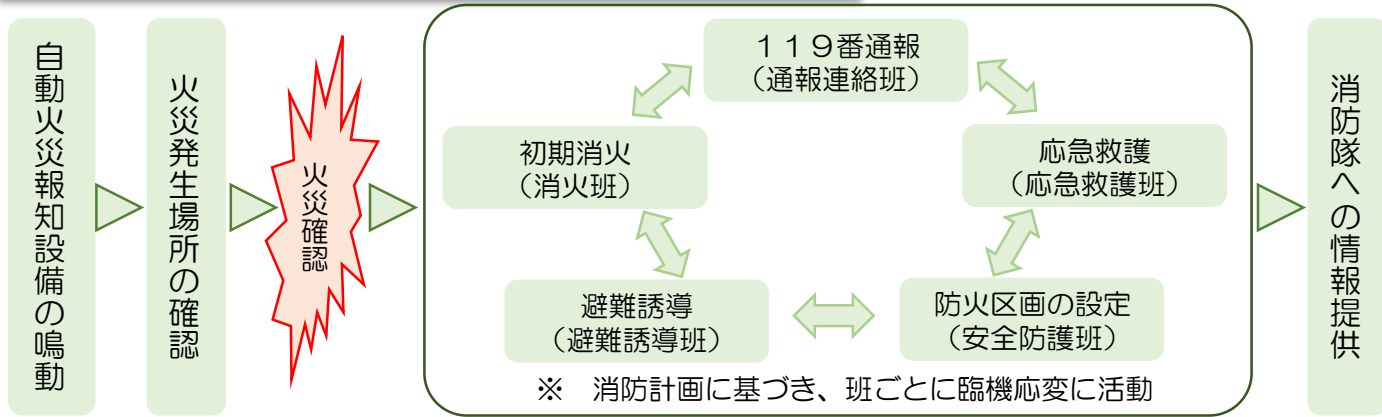 自動火災報知設備の鳴動
火災発生場所の確認
火災確認
119番通報
（通報連絡班）
初期消火
（消火班）
応急救護
（応急救護班）
避難誘導
（避難誘導班）
防火区画の設定
（安全防護班）
※　消防計画に基づき、班ごとに臨機応変に活動
消防隊への情報提供